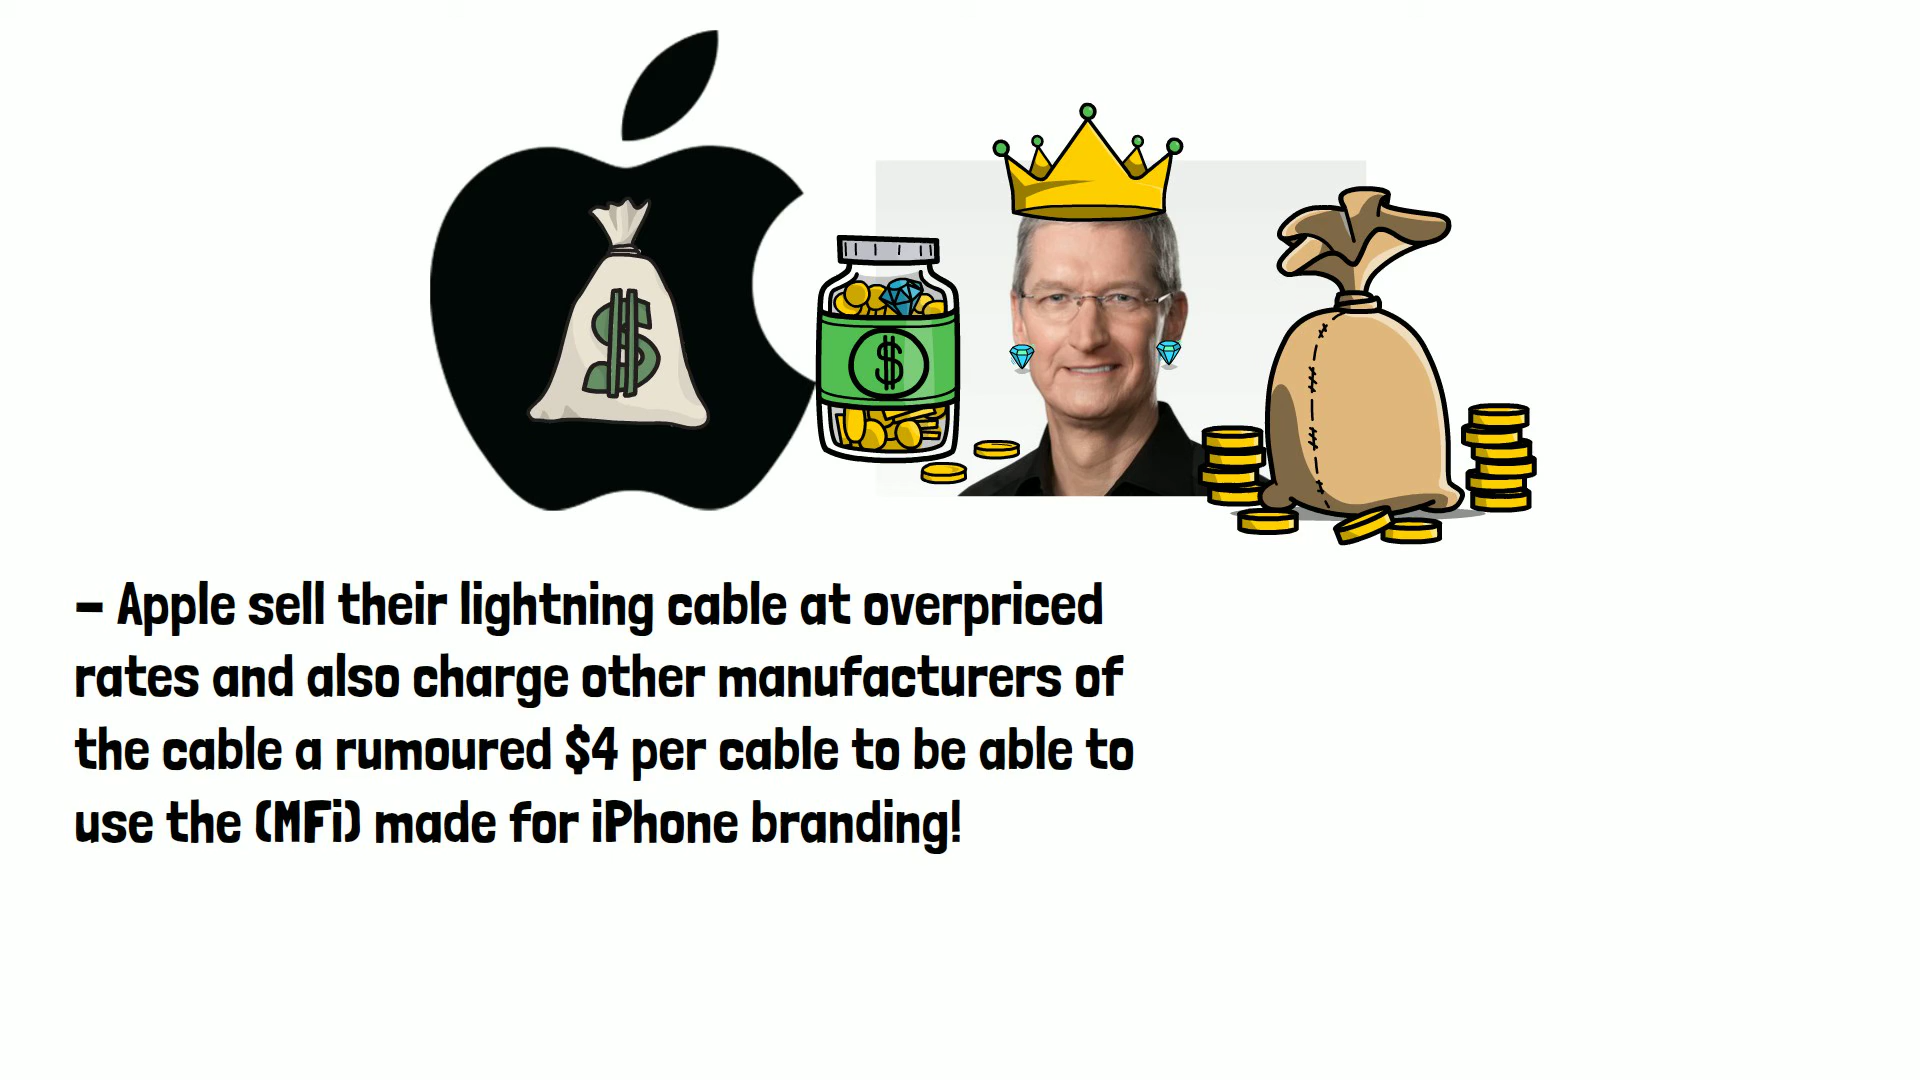 $
$
– Apple sell their lightning cable at overpriced
rates and also charge other manufacturers of
the cable a rumoured $4 per cable to be able to
use the (MFi) made for iPhone branding!